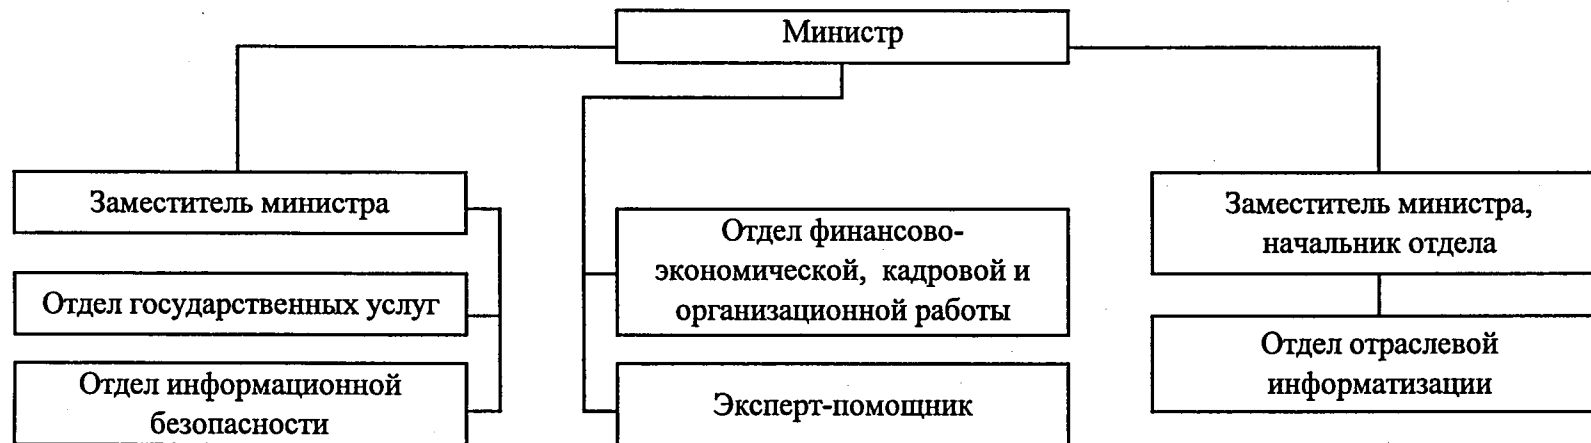 Министр
Заместитель министра
Отдел государственных услуг
Отдел информационной
безопасности
Отдел финансово-
экономической, кадровой и
организационной работы
Эксперт-помощник
Заместитель министра,
начальник отдела
Отдел отраслевой
информатизации